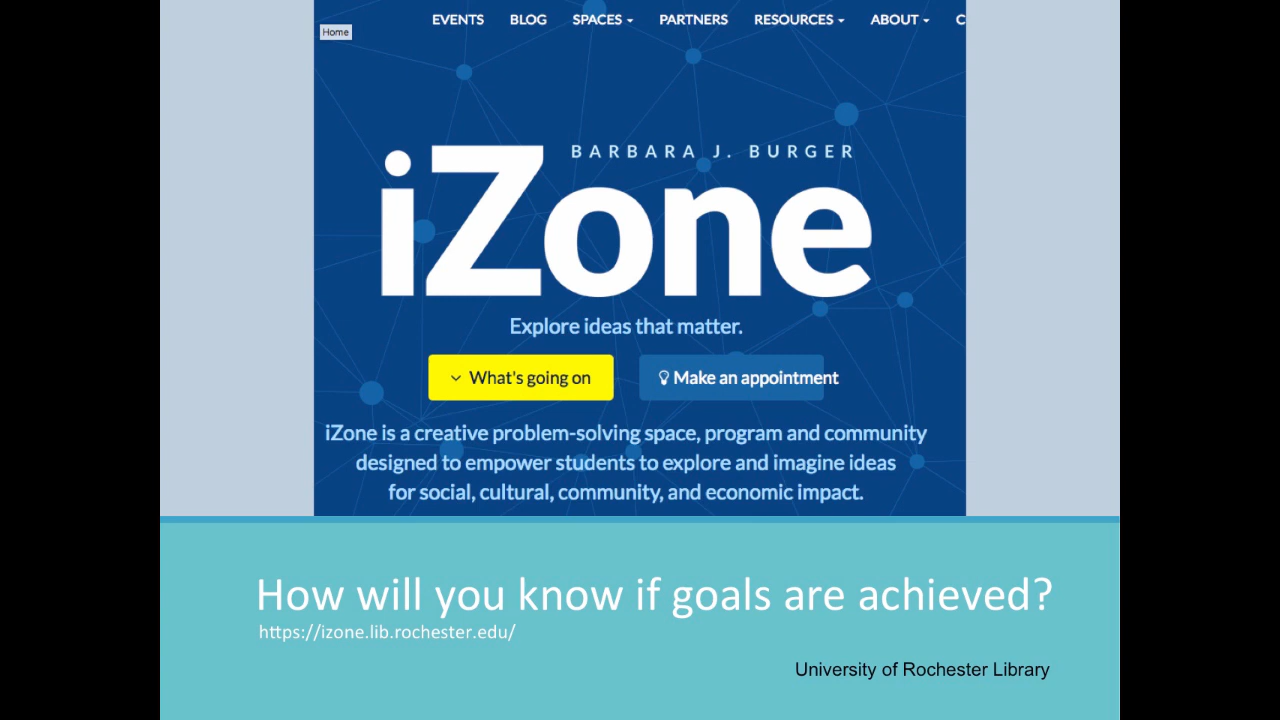 EVENTS BLOG SPACES PARTNERS RESOURCES ABOUT C
Home
BARBARA J. BURGER
iZone
Explore ideas that matter.
What's going on
Make an appointment
iZone is a creative problem-solving space, program and community
designed to empower students to explore and imagine ideas
for social, cultural, community, and economic impact.
How will you know if goals are achieved?
https://izone.lib.rochester.edu/
University of Rochester Library